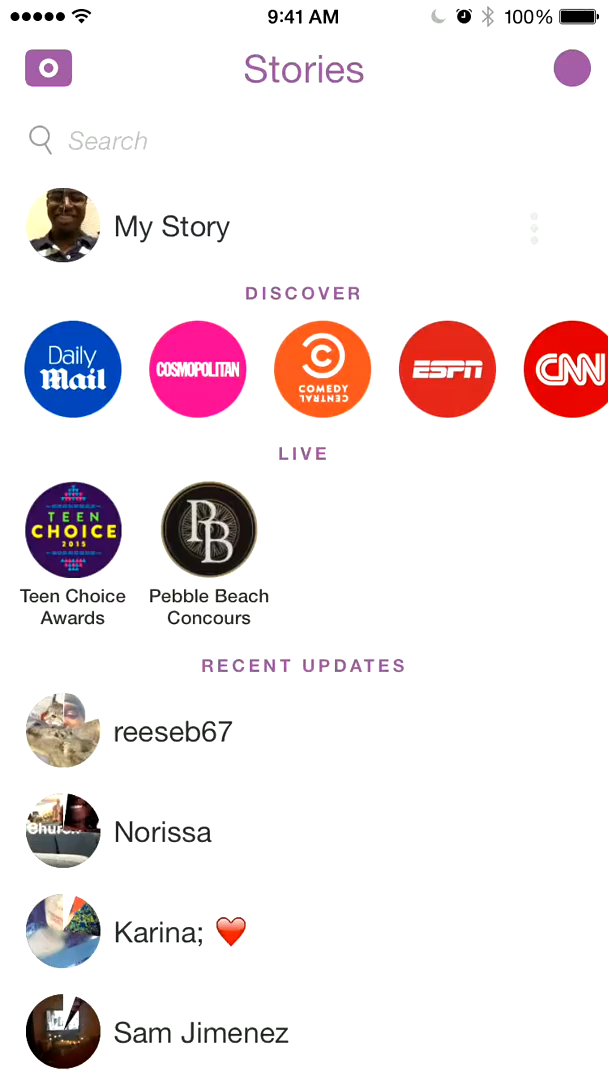 9:41 AM 100%
Stories
Search
My Story
DISCOVER
Daily
Mail
COSMOPOLITAN
COMEDY
CENTRAL
ESPN
CNN
LIVE
TEEN
CHOICE
2015
PB
Teen Choice
Awards
Pebble Beach
Concours
RECENT UPDATES
reeseb67
Church
Norissa
Karina; ❤️
Sam Jimenez